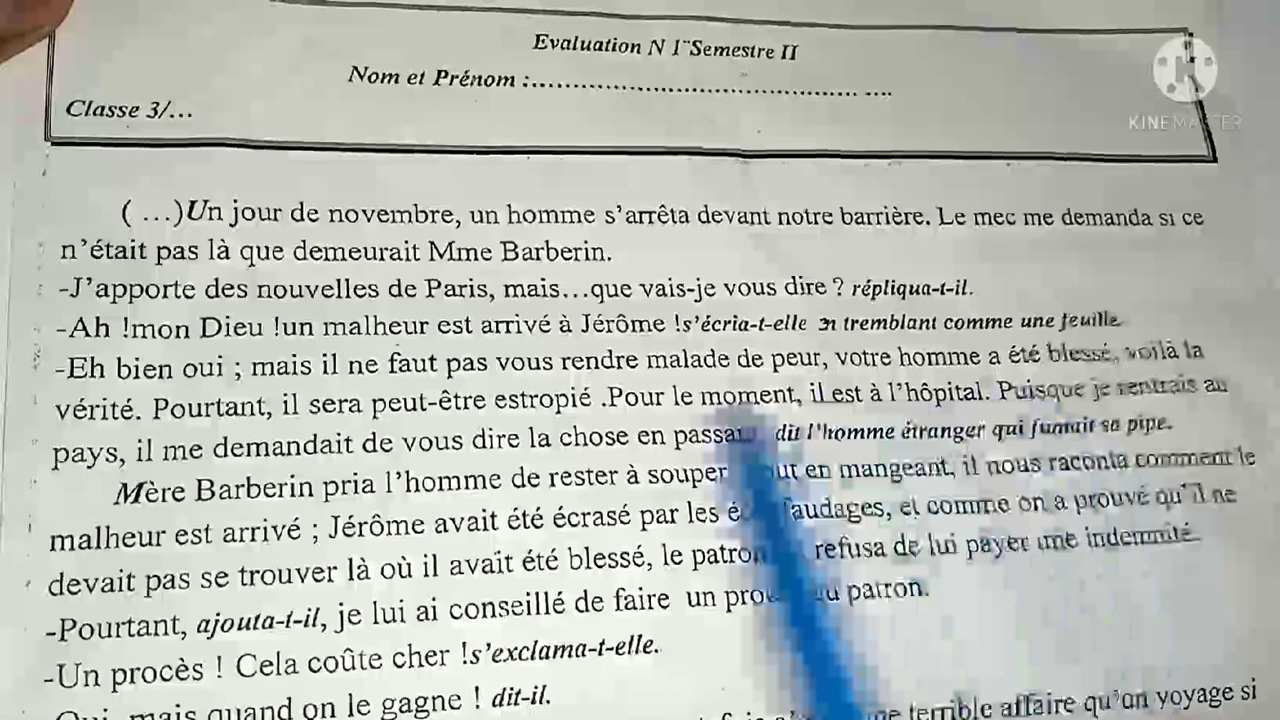 Evaluation N 1 Semestre II
Nom et Prénom :.................................................... ....
Classe 3/...
KINEMASTER
( ...)Un jour de novembre, un homme s'arrêta devant notre barrière. Le mec me demanda si ce
n'était pas là que demeurait Mme Barberin.
-J'apporte des nouvelles de Paris, mais...que vais-je vous dire ? répliqua-t-il.
-Ah !mon Dieu !un malheur est arrivé à Jérôme !s'écria-t-elle en tremblant comme une feuille
-Eh bien oui ; mais il ne faut pas vous rendre malade de peur, votre homme a été blessé, voilà la
vérité. Pourtant, il sera peut-être estropié .Pour le moment, il est à l'hôpital. Puisque je rentrais au
pays, il me demandait de vous dire la chose en dit l'homme étranger qui fumait sa pipe.
Mère Barberin pria l'homme de rester à souper en mangeant, il nous raconta comment le
malheur est arrivé ; Jérôme avait été écrasé par les et comme on a prouvé qu'il ne
devait pas se trouver là où il avait été blessé, le patron refusa de lui payer une indemnité
-Pourtant, ajouta-t-il, je lui ai conseillé de faire un au patron.
-Un procès ! Cela coûte cher !s'exclama-t-elle.
Oui, mais quand on le gagne ! dit-il.
terrible affaire qu'un voyage si